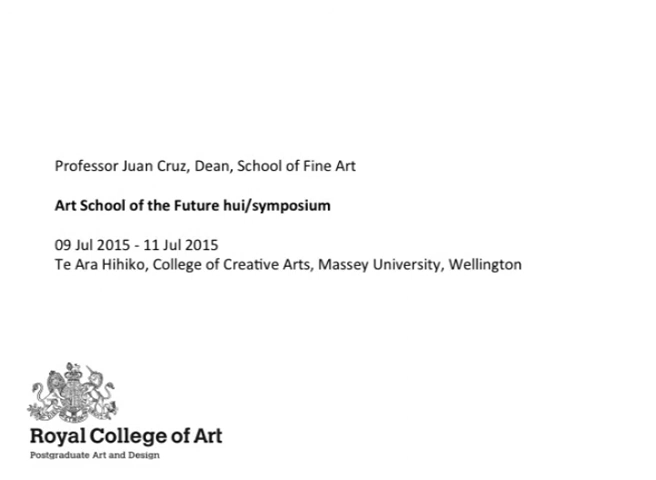 Professor Juan Cruz, Dean, School of Fine Art
Art School of the Future hui/symposium
09 Jul 2015 - 11 Jul 2015
Te Ara Hihiko, College of Creative Arts, Massey University, Wellington
Royal College of Art
Postgraduate Art and Design